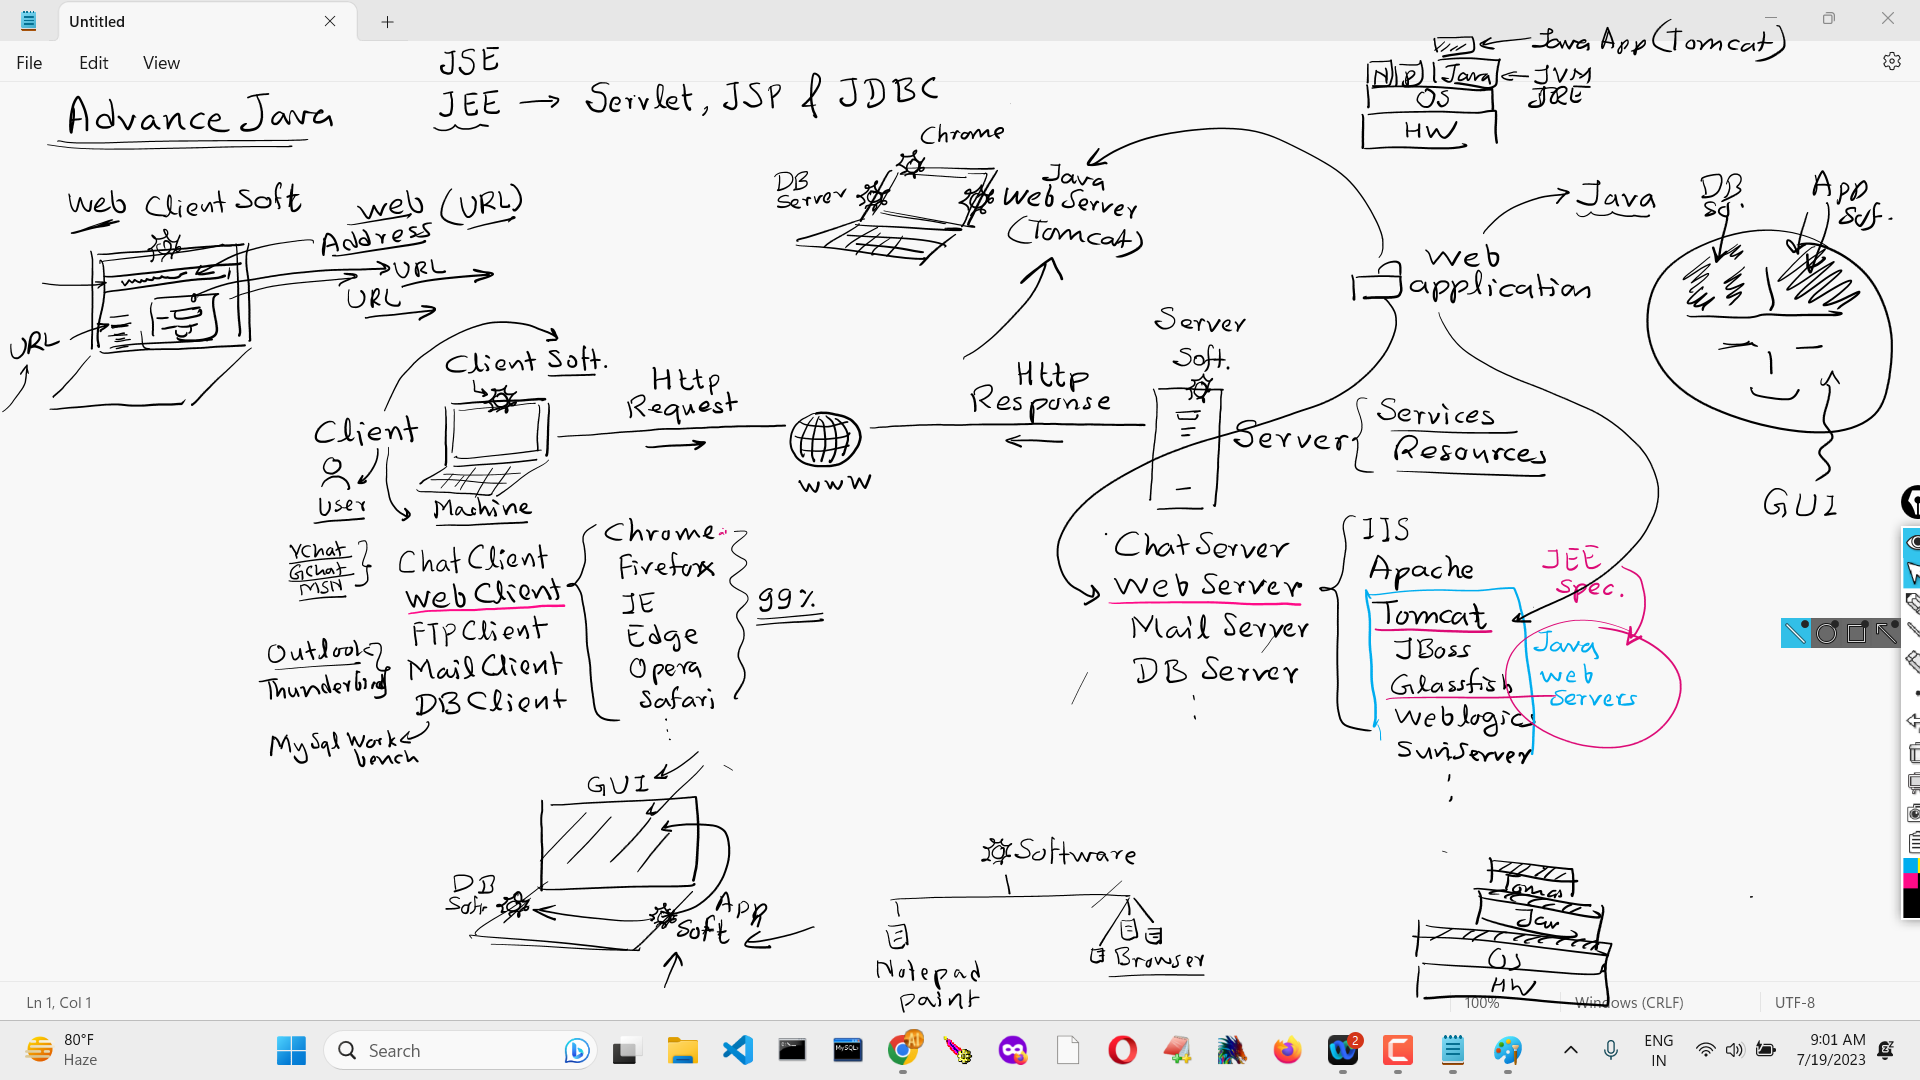 Untitled
File
Edit
View
JSE
JEE → Servlet, JSP & JDBC
Advance Java
Java App (Tomcat)
N P Java
JVM
JRE
OS
HW
Chrome
DB
Server
Java
Web Server
(Tomcat)
Web Client Soft
Web (URL)
Address
URL
URL
URL
Java
DB
App
Sof.
Web
application
GUI
Client Soft.
Client
User
Machine
Http
Request
WWW
Http
Response
Server
Soft.
Server
Services
Resources
YChat
GChat
MSN
Chat Client
Web Client
FTP Client
Mail Client
DB Client
Outlook
Thunderbird
MySql Work
bench
Chrome
Firefox
IE
Edge
Opera
Safari
99%
Chat Server
Web Server
Mail Server
DB Server
IIS
Apache
Tomcat
JBoss
Glassfish
Weblogic
SunServer
JEE
Spec.
Java
Web
Servers
GUI
DB
Soft
App
Soft
Software
Notepad
paint
Browser
OS
HW
Ln 1, Col 1
100%
Windows (CRLF)
UTF-8
80°F
Haze
Search
ENG
IN
9:01 AM
7/19/2023